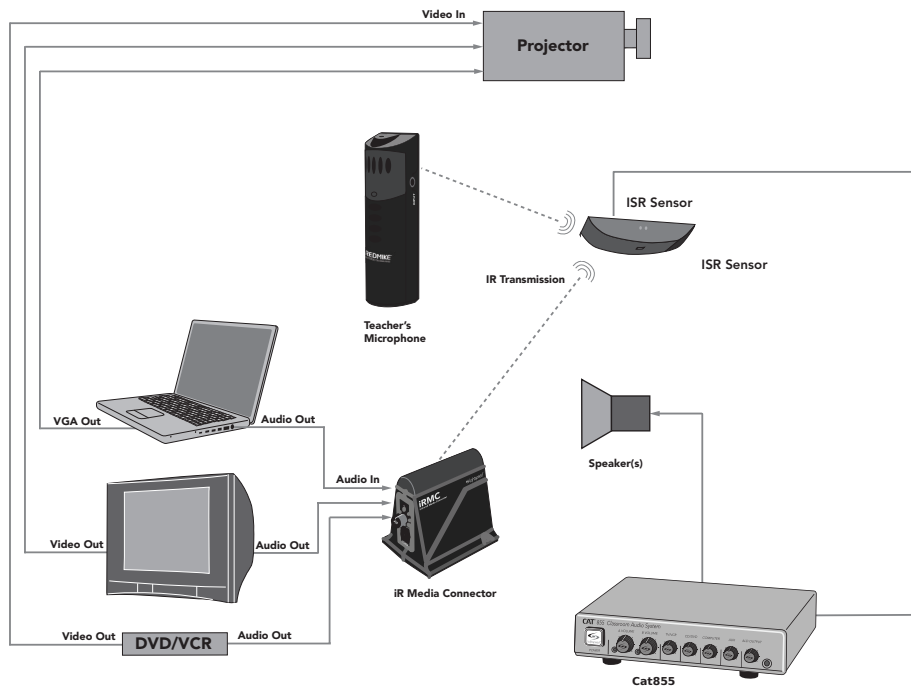 Video In
Projector
ISR Sensor
ISR Sensor
IR Transmission
REDMIKE
Teacher's
Microphone
VGA Out
Audio Out
Speaker(s)
Audio In
iRMC
Video Out
Audio Out
iR Media Connector
Video Out
DVD/VCR
Audio Out
CAT 855 Classroom Audio System
Cat855